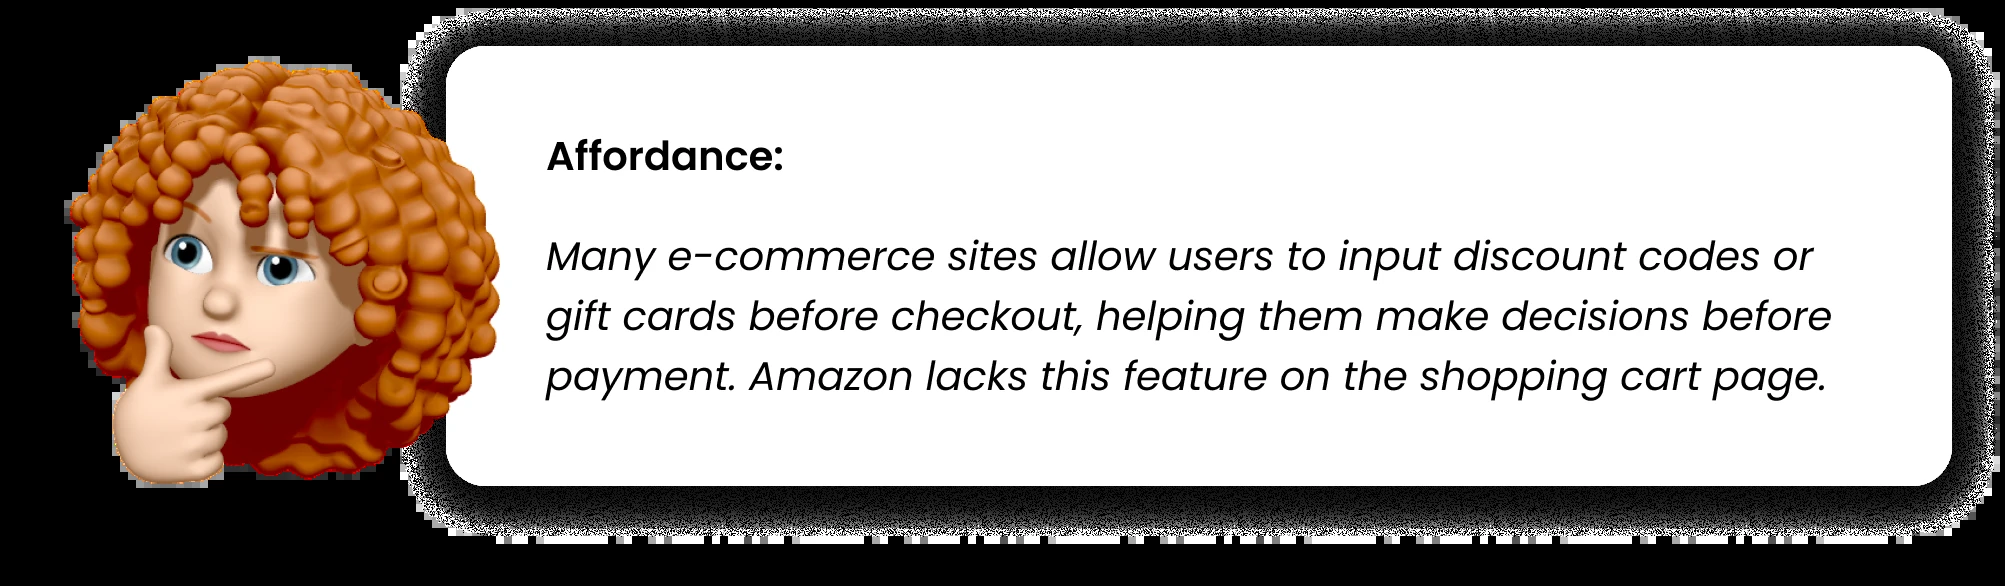 Affordance:
Many e-commerce sites allow users to input discount codes or
gift cards before checkout, helping them make decisions before
payment. Amazon lacks this feature on the shopping cart page.